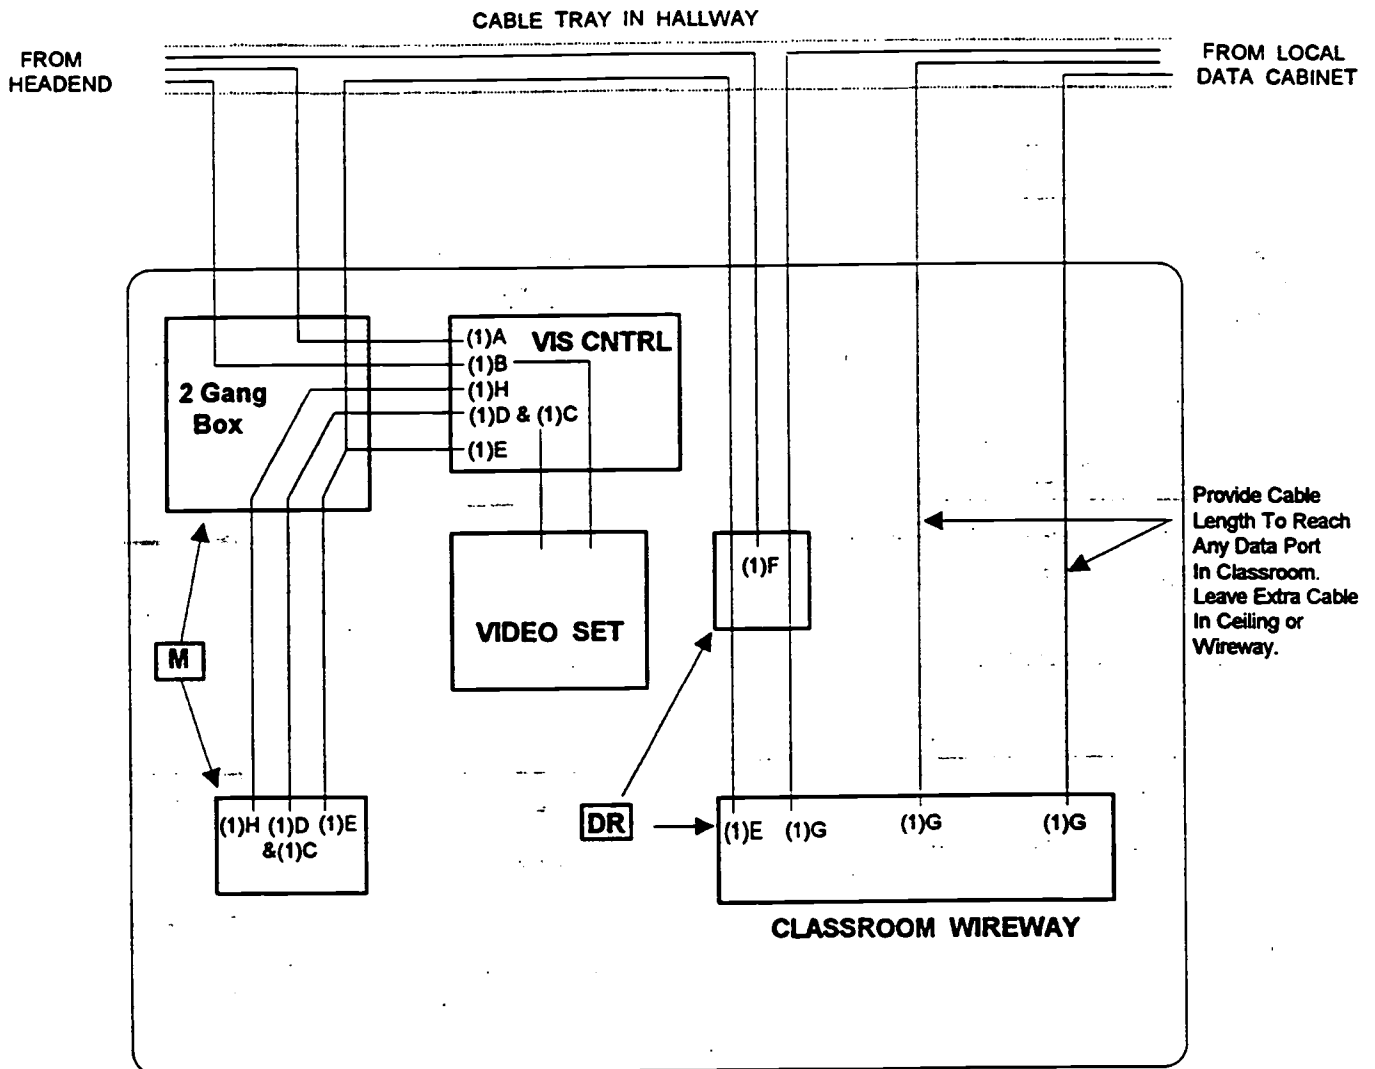 CABLE TRAY IN HALLWAY
FROM
HEADEND
FROM LOCAL
DATA CABINET
2 Gang
Box
VIS CNTRL
(1)A
(1)B
(1)H
(1)D & (1)C
(1)E
VIDEO SET
(1)F
Provide Cable
Length To Reach
Any Data Port
In Classroom.
Leave Extra Cable
In Ceiling or
Wireway.
M
(1)H (1)D (1)E
&(1)C
DR
(1)E (1)G (1)G (1)G
CLASSROOM WIREWAY